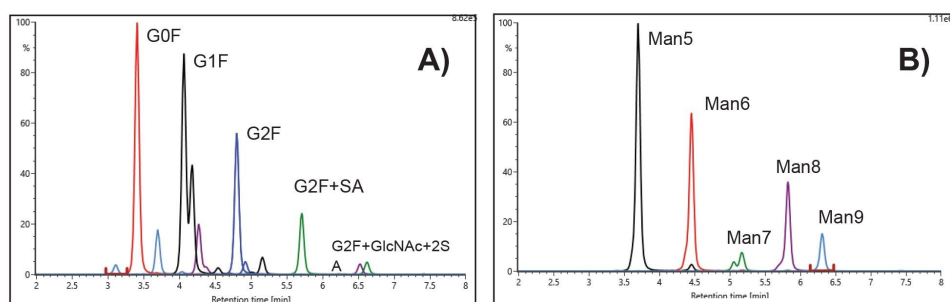 8.62e5
100
%
80
60
40
20
0
G0F
G1F
A)
G2F
G2F+SA
G2F+GlcNAc+2S
A
2 2.5 3 3.5 4 4.5 5 5.5 6 6.5 7 7.5 8
Retention time [min]
100
%
80
60
40
20
0
Man5
B)
Man6
Man8
Man7
Man9
2 2.5 3 3.5 4 4.5 5 5.5 6 6.5 7 7.5 8
Retention time [min]